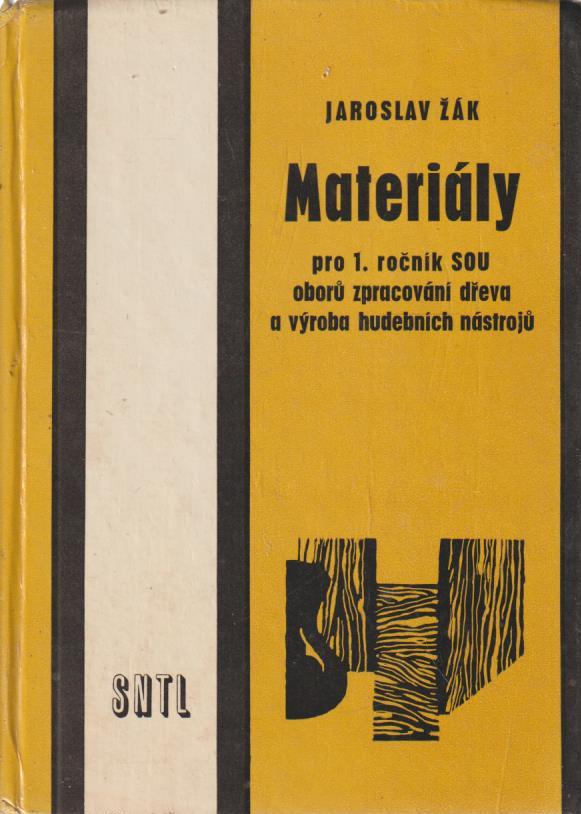 JAROSLAV ŽÁK
Materiály
pro 1. ročník SOU
oborů zpracování dřeva
a výroba hudebních nástrojů
SNTL